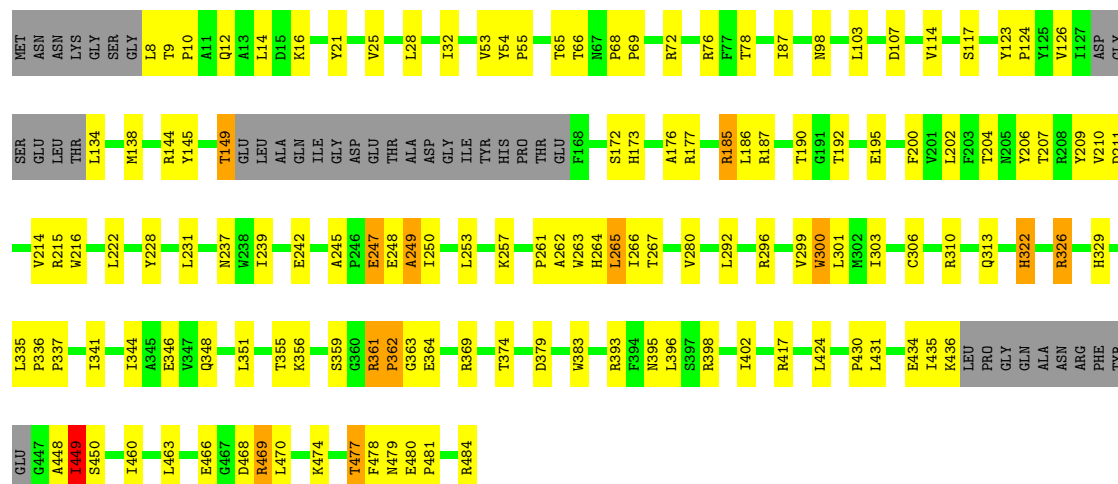 MET ASN ASN LYS GLY SER GLY L8 T9 P10 A11 Q12 A13 L14 D15 K16 Y21 V25 L28 I32 V53 Y54 P55 T65 T66 N67 P68 P69 R72 R76 F77 T78 I87 N98 L103 D107 V114 S117 Y123 P124 Y125 V126 I127 ASP GLY
SER GLU LEU THR L134 M138 R144 Y145 T149 GLU LEU ALA GLN ILE GLY ASP GLU THR ALA ASP GLY ILE TYR HIS PRO THR GLU F168 S172 H173 A176 R177 R185 L186 R187 T190 G191 T192 E195 F200 V201 L202 F203 T204 N205 Y206 T207 R208 Y209 V210 D211
V214 R215 W216 L222 Y228 L231 N237 W238 I239 E242 A245 P246 E247 E248 A249 I250 L253 K257 P261 A262 W263 H264 L265 I266 T267 V280 L292 R296 V299 W300 L301 M302 I303 C306 R310 Q313 H322 R326 H329
L335 P336 P337 I341 I344 A345 E346 V347 Q348 L351 T355 K356 S359 G360 R361 P362 G363 E364 R369 T374 D379 W383 R393 F394 N395 L396 S397 R398 I402 R417 L424 P430 L431 E434 I435 K436 LEU PRO GLY GLN ALA ASN ARG PHE TYR
GLU G447 A448 I449 S450 I460 L463 E466 G467 D468 R469 L470 K474 T477 F478 N479 E480 P481 R484